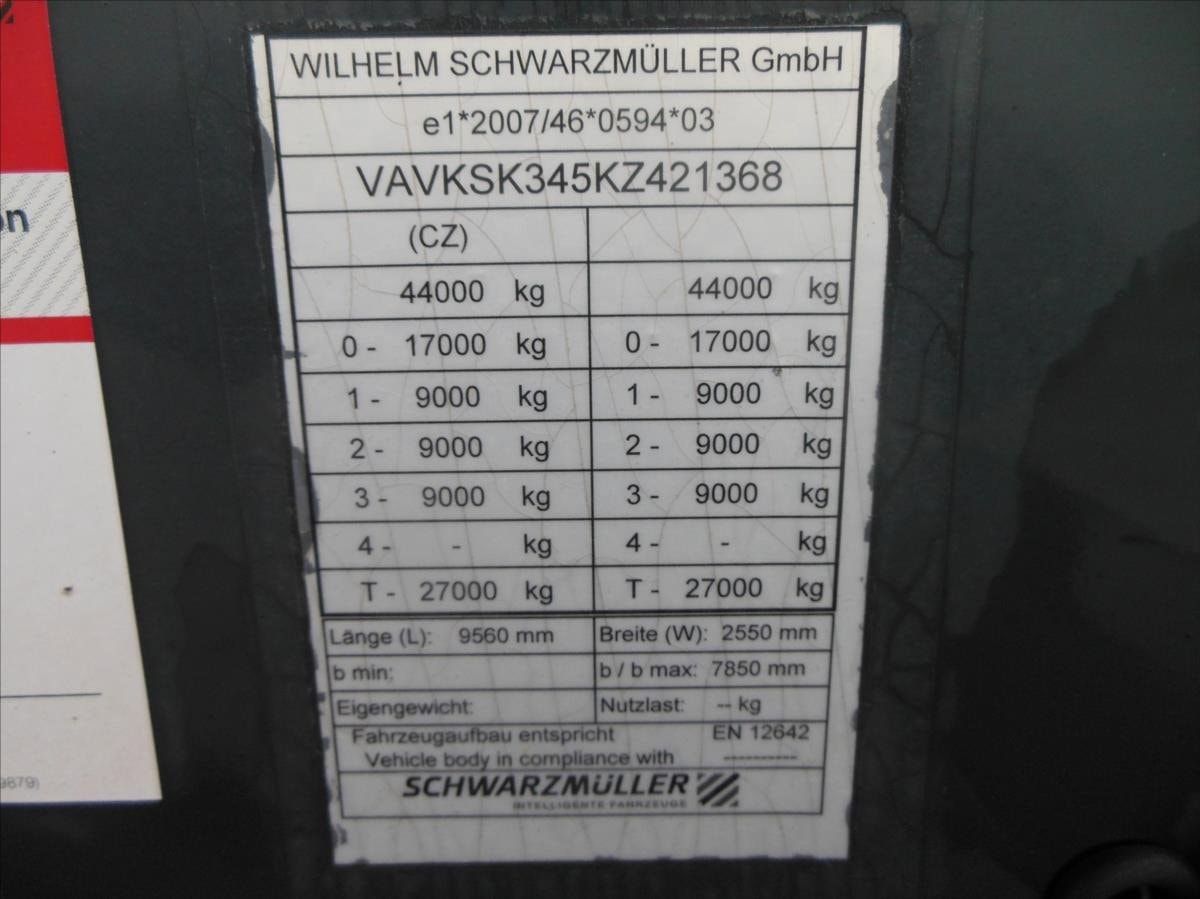 WILHELM SCHWARZMÜLLER GmbH
e1*2007/46*0594*03
VAVKSK345KZ421368
(CZ)
44000 kg 44000 kg
0 - 17000 kg 0 - 17000 kg
1 - 9000 kg 1 - 9000 kg
2 - 9000 kg 2 - 9000 kg
3 - 9000 kg 3 - 9000 kg
4 - - kg 4 - - kg
T - 27000 kg T - 27000 kg
Länge (L): 9560 mm Breite (W): 2550 mm
b min: b / b max: 7850 mm
Eigengewicht: Nutzlast: -- kg
Fahrzeugaufbau entspricht EN 12642
Vehicle body in compliance with ----------
SCHWARZMÜLLER
INTELLIGENTE FAHRZEUGE